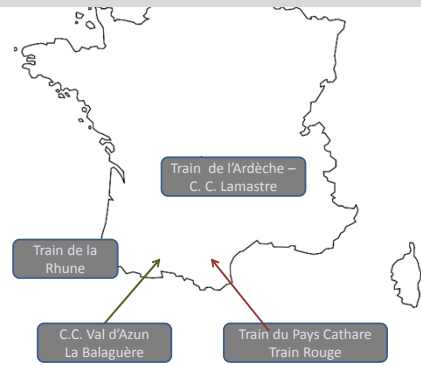 Train de l'Ardèche –
C. C. Lamastre
Train de la
Rhune
C.C. Val d'Azun
La Balaguère
Train du Pays Cathare
Train Rouge